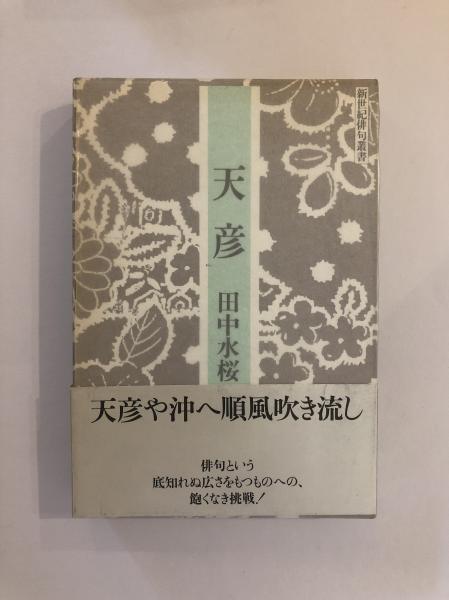 新世紀俳句叢書
天彦
田中水桜
天彦や沖へ順風吹き流し
俳句という
底知れぬ広さをもつものへの、
飽くなき挑戦！